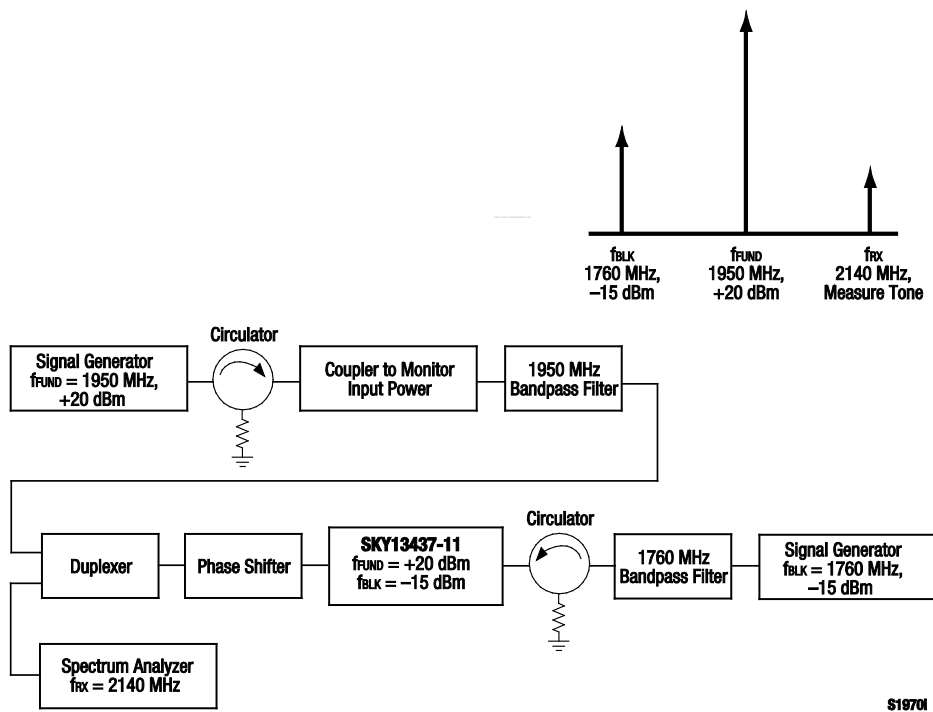 fBLK
1760 MHz,
–15 dBm
fFUND
1950 MHz,
+20 dBm
fRX
2140 MHz,
Measure Tone
Signal Generator
fFUND = 1950 MHz,
+20 dBm
Circulator
Coupler to Monitor
Input Power
1950 MHz
Bandpass Filter
Duplexer
Phase Shifter
SKY13437-11
fFUND = +20 dBm
fBLK = –15 dBm
Circulator
1760 MHz
Bandpass Filter
Signal Generator
fBLK = 1760 MHz,
–15 dBm
Spectrum Analyzer
fRX = 2140 MHz
S1970i